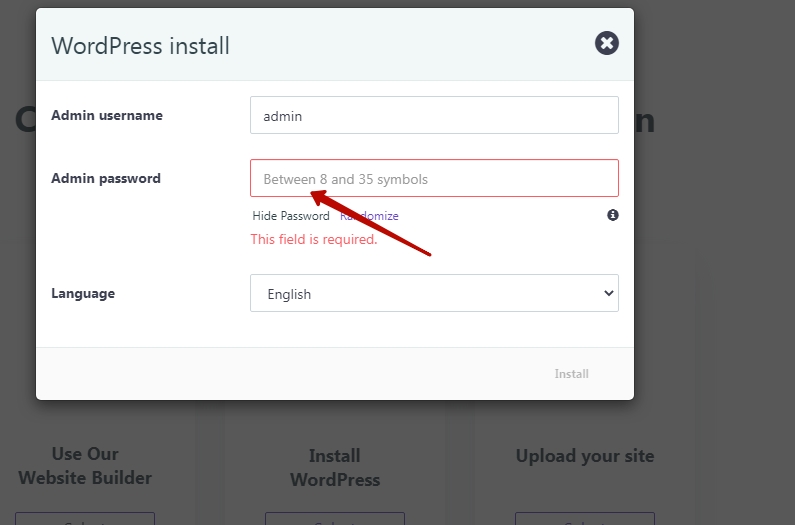 WordPress install
Admin username
admin
Admin password
Between 8 and 35 symbols
Hide Password Randomize
This field is required.
Language
English
Install
Use Our
Website Builder
Install
WordPress
Upload your site